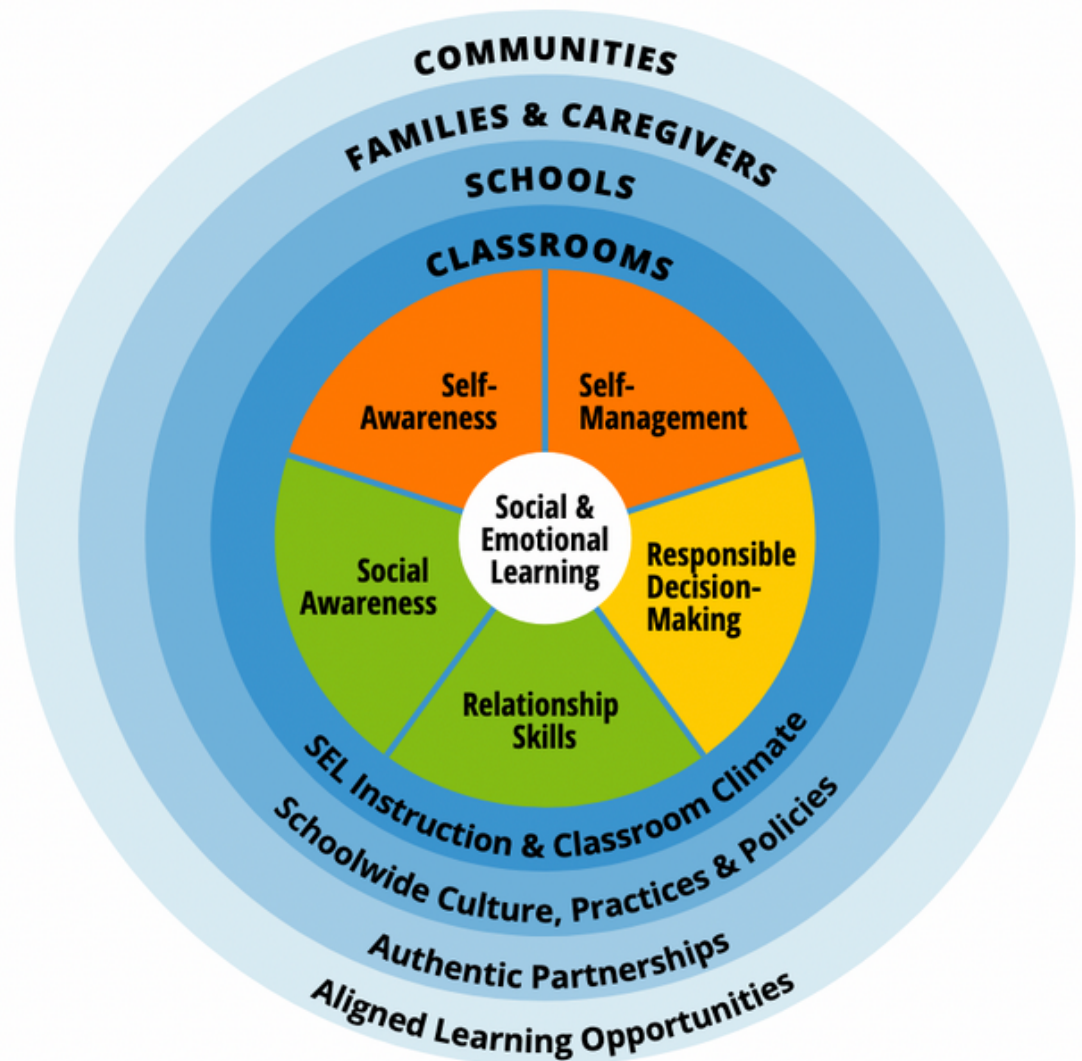 COMMUNITIES
FAMILIES & CAREGIVERS
SCHOOLS
CLASSROOMS
Self-
Awareness
Self-
Management
Social &
Emotional
Learning
Social
Awareness
Responsible
Decision-
Making
Relationship
Skills
SEL Instruction & Classroom Climate
Schoolwide Culture, Practices & Policies
Authentic Partnerships
Aligned Learning Opportunities